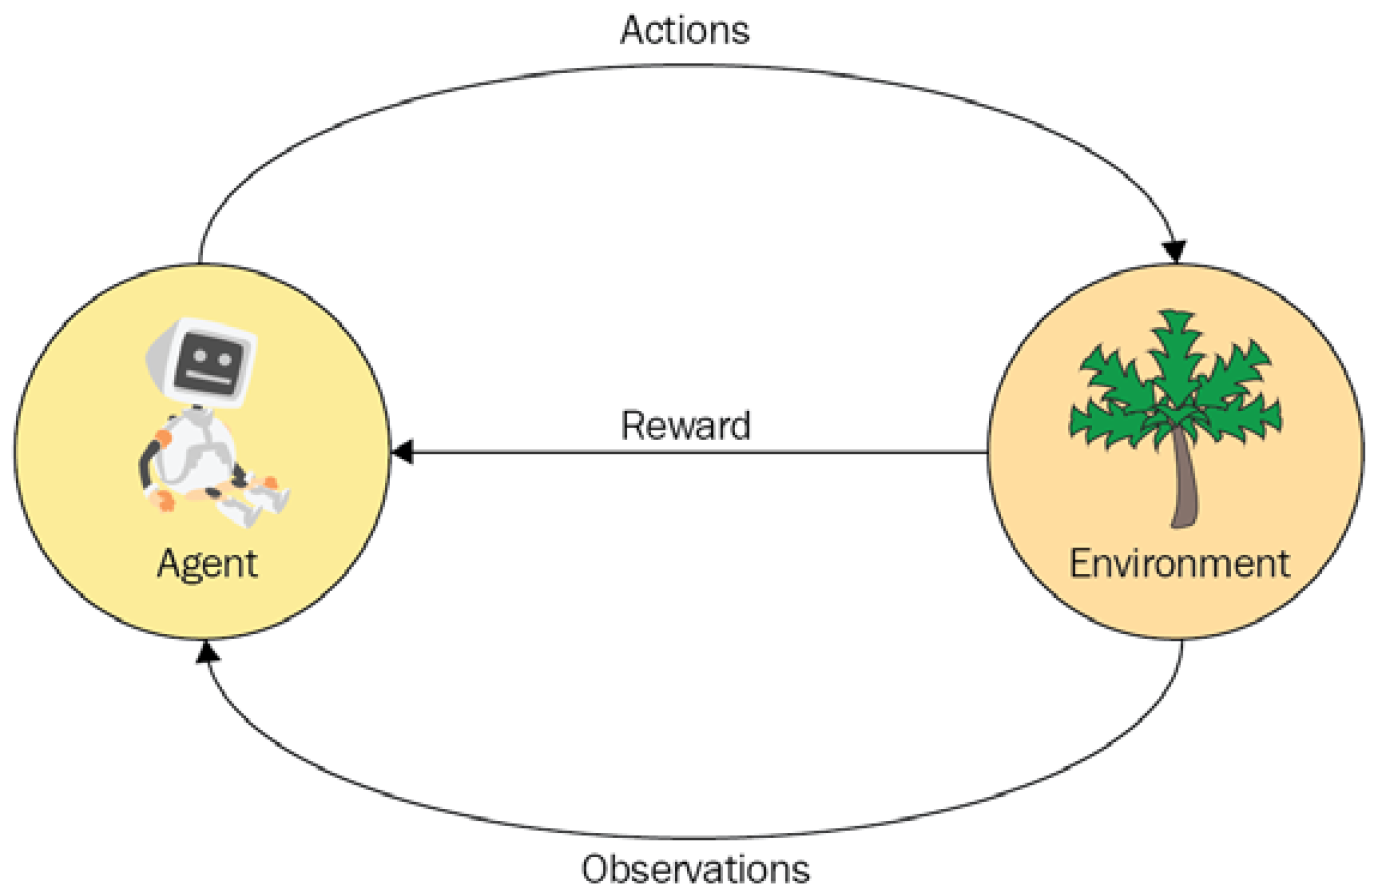 Actions
Reward
Agent
Environment
Observations